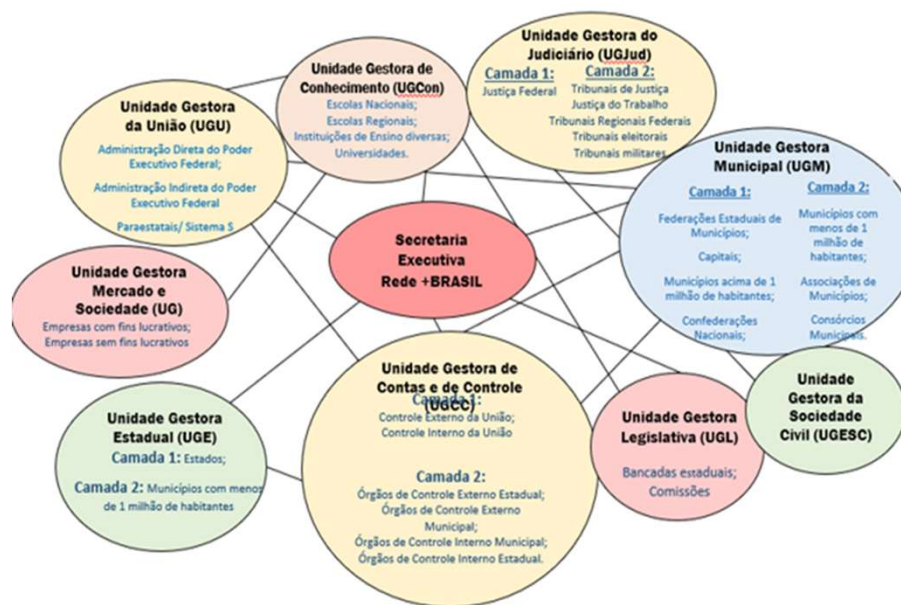 Unidade Gestora do
Judiciário (UGJud)
Camada 1:
Justiça Federal
Camada 2:
Tribunais de Justiça
Justiça do Trabalho
Tribunais Regionais Federais
Tribunais eleitorais
Tribunais militares
Unidade Gestora de
Conhecimento (UGCon)
Escolas Nacionais;
Escolas Regionais;
Instituições de Ensino diversas;
Universidades.
Unidade Gestora
da União (UGU)
Administração Direta do Poder
Executivo Federal;
Administração Indireta do Poder
Executivo Federal
Paraestatais/ Sistema S
Unidade Gestora
Municipal (UGM)
Camada 1:
Federações Estaduais de
Municípios;
Capitais;
Municípios acima de 1
milhão de habitantes;
Confederações
Nacionais;
Camada 2:
Municípios com
menos de 1
milhão de
habitantes;
Associações de
Municípios;
Consórcios
Municipais.
Secretaria
Executiva
Rede +BRASIL
Unidade Gestora
Mercado e
Sociedade (UG)
Empresas com fins lucrativos;
Empresas sem fins lucrativos
Unidade Gestora de
Contas e de Controle
(UGCC)
Camada 1:
Controle Externo da União;
Controle Interno da União
Camada 2:
Órgãos de Controle Externo Estadual;
Órgãos de Controle Externo
Municipal;
Órgãos de Controle Interno Municipal;
Órgãos de Controle Interno Estadual.
Unidade Gestora
Estadual (UGE)
Camada 1: Estados;
Camada 2: Municípios com menos
de 1 milhão de habitantes
Unidade Gestora
Legislativa (UGL)
Bancadas estaduais;
Comissões
Unidade
Gestora da
Sociedade
Civil (UGESC)